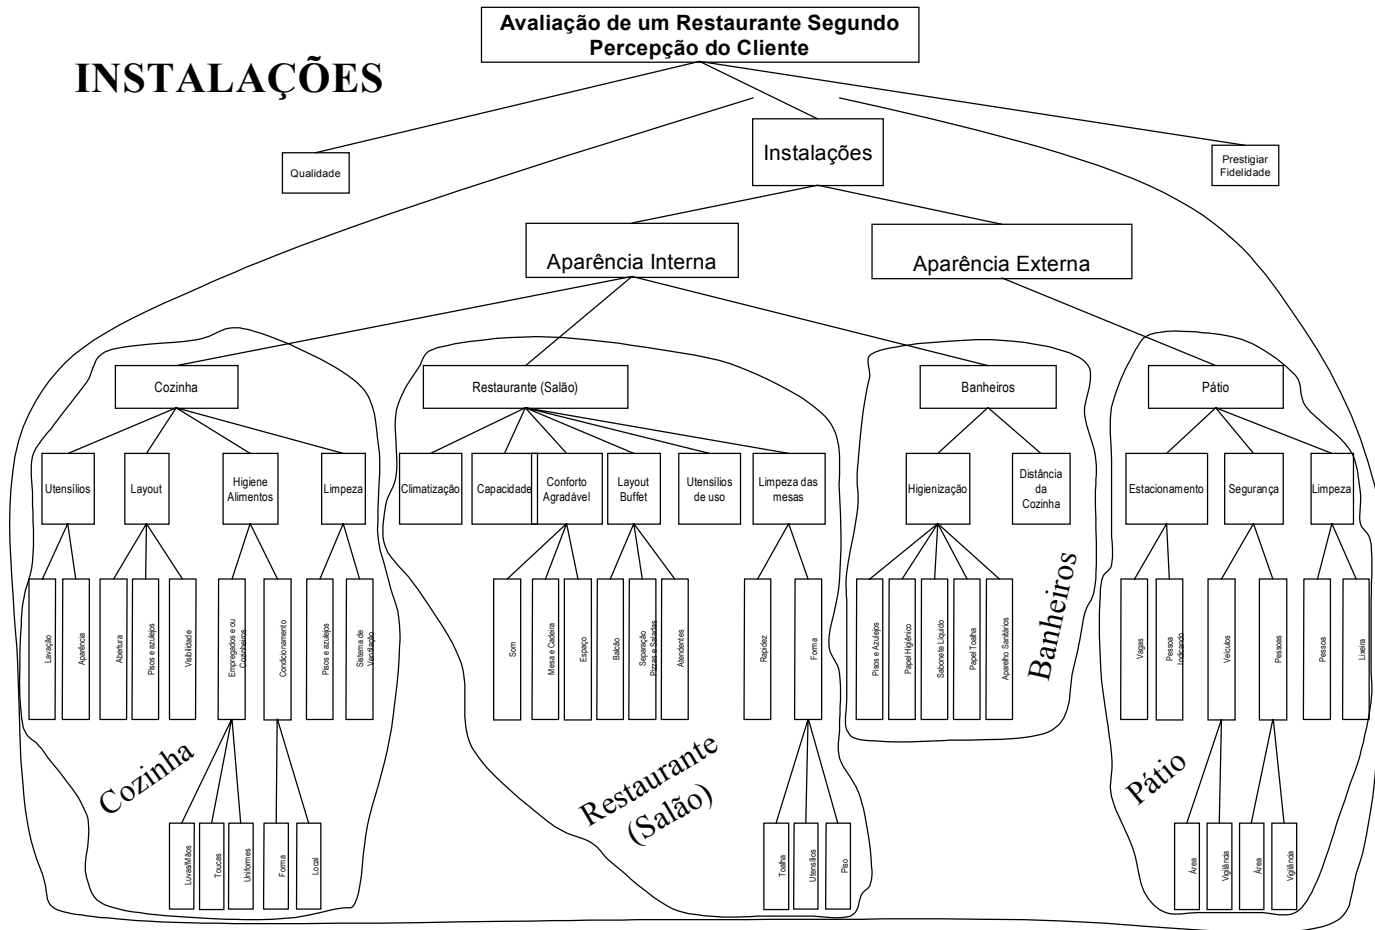 Avaliação de um Restaurante Segundo
Percepção do Cliente
INSTALAÇÕES
Instalações
Qualidade
Prestigiar
Fidelidade
Aparência Interna
Aparência Externa
Cozinha
Restaurante (Salão)
Banheiros
Pátio
Utensílios
Layout
Higiene
Alimentos
Limpeza
Climatização
Capacidade
Conforto
Agradável
Layout
Buffet
Utensílios
de uso
Limpeza das
mesas
Higienização
Distância
da
Cozinha
Estacionamento
Segurança
Limpeza
Lavação
Aparência
Abertura
Pisos e azulejos
Visibilidade
Empregados e ou
Cozinheiros
Condicionamento
Pisos e azulejos
Sistema de
Ventilação
Som
Mesa e Cadeira
Espaço
Balcão
Separação
Pizzas e Saladas
Atendentes
Rapidez
Forma
Pisos e Azulejos
Papel Higiênico
Sabonete Líquido
Papel Toalha
Aparelho Sanitários
Banheiros
Vagas
Pessoa
Indicando
Veículos
Pessoas
Pessoa
Lixeira
Cozinha
Restaurante
(Salão)
Pátio
Luvas/Mãos
Toucas
Uniformes
Forma
Local
Toalha
Utensílios
Piso
Área
Vigilância
Área
Vigilância